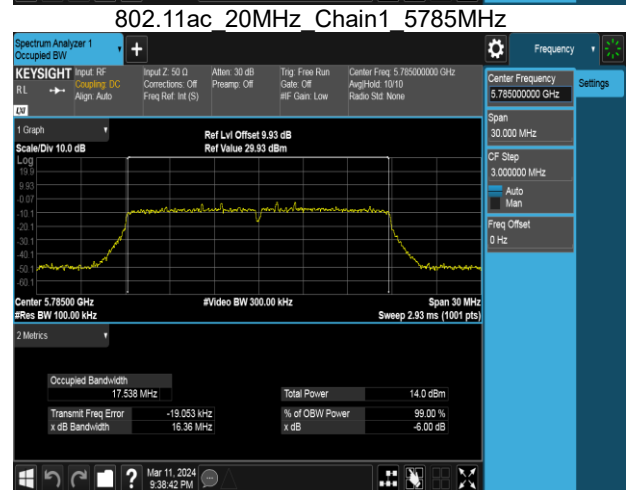 802.11ac_20MHz_Chain1_5785MHz
Spectrum Analyzer 1
Occupied BW
Frequency
KEYSIGHT
Input: RF
Input Z: 50 Ω
Atten: 30 dB
Trig: Free Run
Center Freq: 5.785000000 GHz
RL
Coupling: DC
Corrections: Off
Preamp: Off
Gate: Off
Avg|Hold: 10/10
Align: Auto
Freq Ref: Int (S)
#IF Gain: Low
Radio Std: None
LXI
Center Frequency
5.785000000 GHz
Settings
Span
30.000 MHz
CF Step
3.000000 MHz
Auto
Man
Freq Offset
0 Hz
1 Graph
Ref Lvl Offset 9.93 dB
Scale/Div 10.0 dB
Ref Value 29.93 dBm
Log
19.9
9.93
-0.07
-10.1
-20.1
-30.1
-40.1
-50.1
-60.1
Center 5.78500 GHz
#Video BW 300.00 kHz
Span 30 MHz
#Res BW 100.00 kHz
Sweep 2.93 ms (1001 pts)
2 Metrics
Occupied Bandwidth
17.538 MHz
Total Power
14.0 dBm
Transmit Freq Error
-19.053 kHz
% of OBW Power
99.00 %
x dB Bandwidth
16.36 MHz
x dB
-6.00 dB
Mar 11, 2024
9:38:42 PM